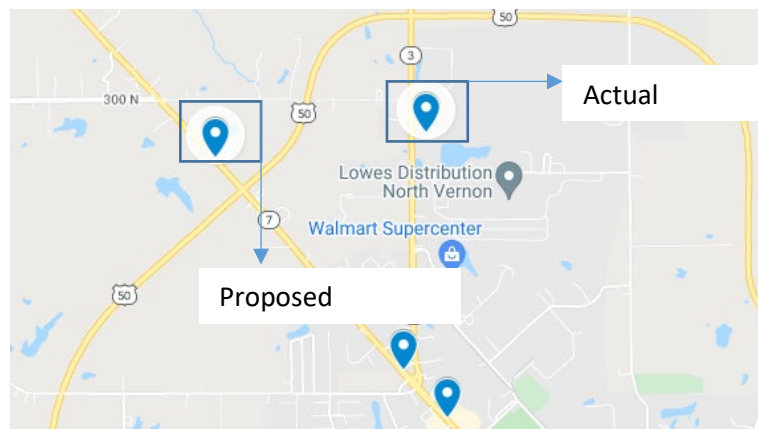 50
3
Actual
300 N
50
Lowes Distribution
North Vernon
7
Walmart Supercenter
50
Proposed